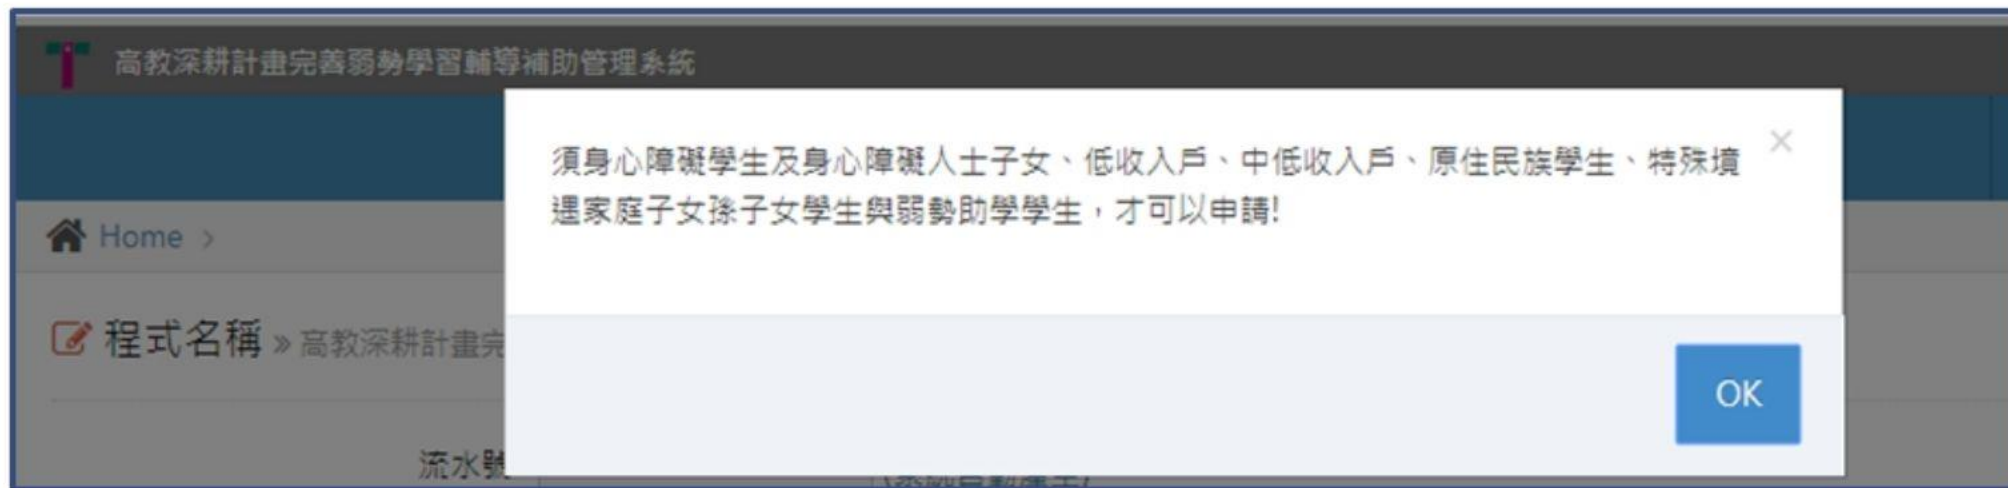 高教深耕計畫完善弱勢學習輔導補助管理系統
須身心障礙學生及身心障礙人士子女、低收入戶、中低收入戶、原住民族學生、特殊境
遇家庭子女孫子女學生與弱勢助學學生，才可以申請!
×
Home >
程式名稱 » 高教深耕計畫完
OK
流水號